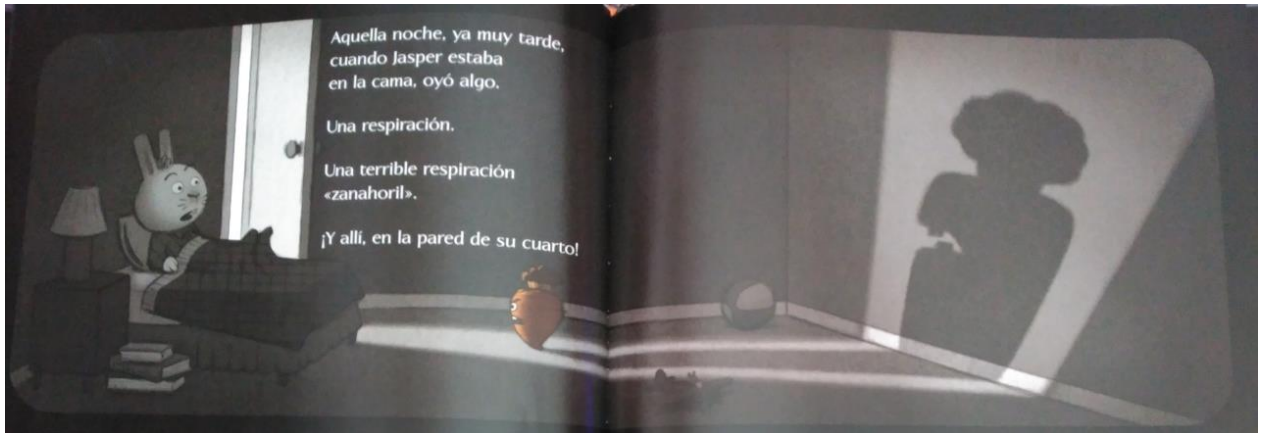 Aquella noche, ya muy tarde,
cuando Jasper estaba
en la cama, oyó algo.
Una respiración.
Una terrible respiración
«zanahoril».
¡Y allí, en la pared de su cuarto!